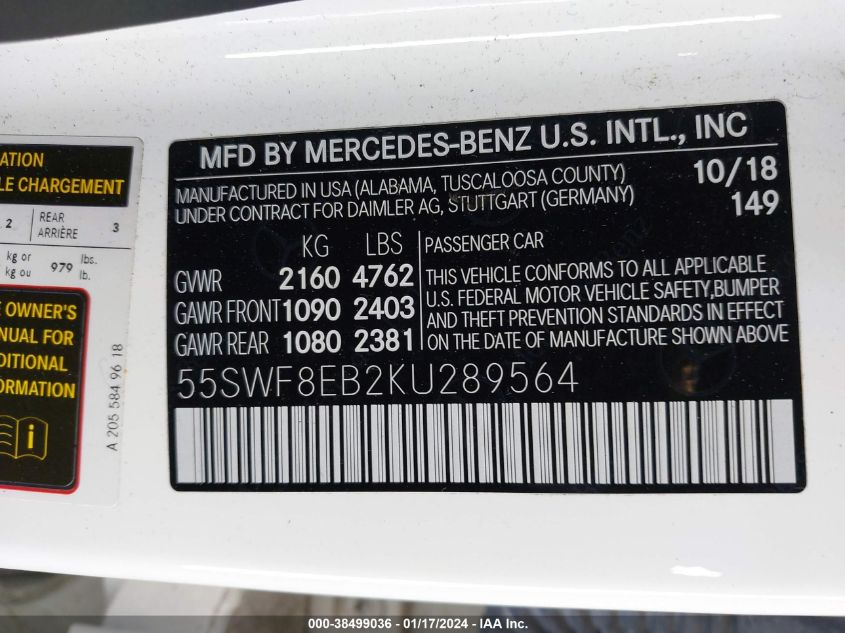 ATION
LE CHARGEMENT
2 REAR ARRIÈRE 3
kg or kg ou 979 lbs. lb.
E OWNER'S
NUAL FOR
DITIONAL
ORMATION
A 205 584 96 18
MFD BY MERCEDES-BENZ U.S. INTL., INC
MANUFACTURED IN USA (ALABAMA, TUSCALOOSA COUNTY) 10/18
UNDER CONTRACT FOR DAIMLER AG, STUTTGART (GERMANY) 149
KG LBS PASSENGER CAR
GVWR 2160 4762 THIS VEHICLE CONFORMS TO ALL APPLICABLE
U.S. FEDERAL MOTOR VEHICLE SAFETY,BUMPER
GAWR FRONT 1090 2403 AND THEFT PREVENTION STANDARDS IN EFFECT
GAWR REAR 1080 2381 ON THE DATE OF MANUFACTURE SHOWN ABOVE
55SWF8EB2KU289564
000-38499036 - 01/17/2024 - IAA Inc.